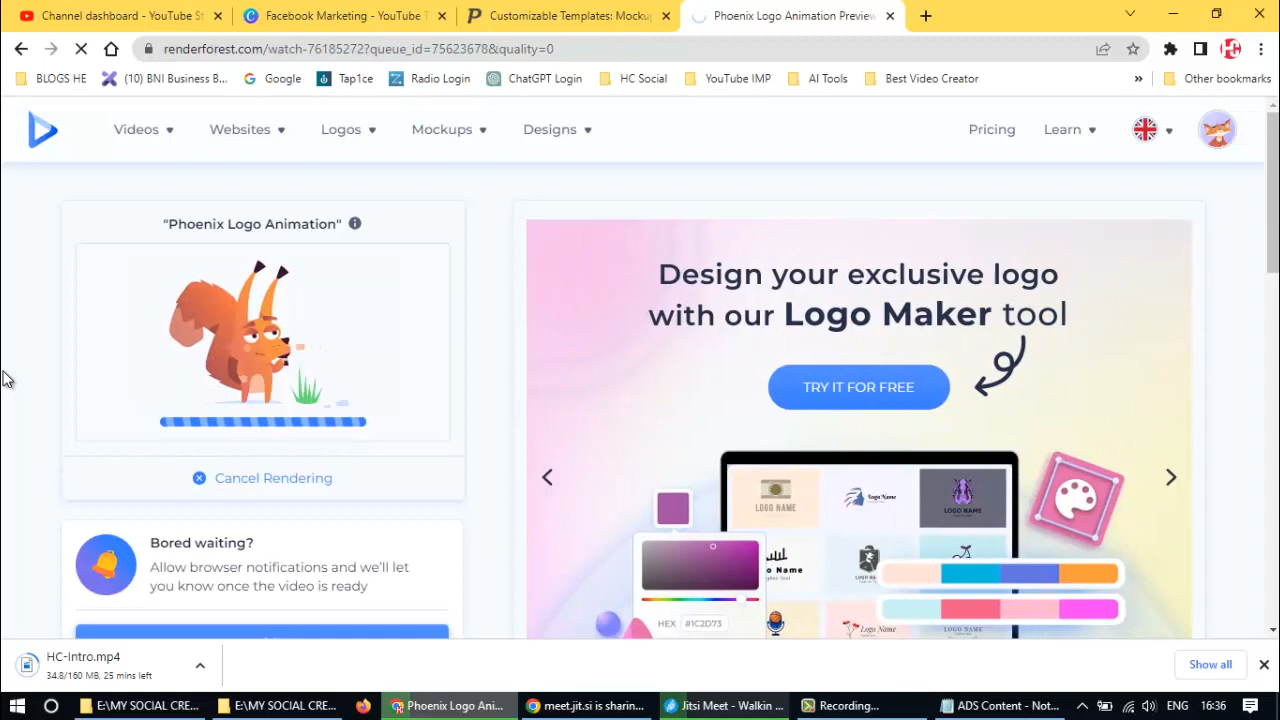 Channel dashboard - YouTube St
Facebook Marketing - YouTube T
Customizable Templates: Mockup
Phoenix Logo Animation Preview
renderforest.com/watch-76185272?queue_id=75623678&quality=0
BLOGS HE
(10) BNI Business B...
Google
Tap1ce
Radio Login
ChatGPT Login
HC Social
YouTube IMP
AI Tools
Best Video Creator
»
Other bookmarks
Videos
Websites
Logos
Mockups
Designs
Pricing
Learn
"Phoenix Logo Animation"
Cancel Rendering
Bored waiting?
Allow browser notifications and we'll let
you know once the video is ready
Design your exclusive logo
with our Logo Maker tool
TRY IT FOR FREE
LOGO NAME
Logo Name
LOGO NAME
HEX #1C2D73
Logo Name
HC-Intro.mp4
34.8/160 MB, 25 mins left
Show all
E:\MY SOCIAL CRE...
E:\MY SOCIAL CRE...
Phoenix Logo Ani...
meet.jit.si is sharin...
Jitsi Meet - Walkin ...
Recording...
ADS Content - Not...
ENG
16:36